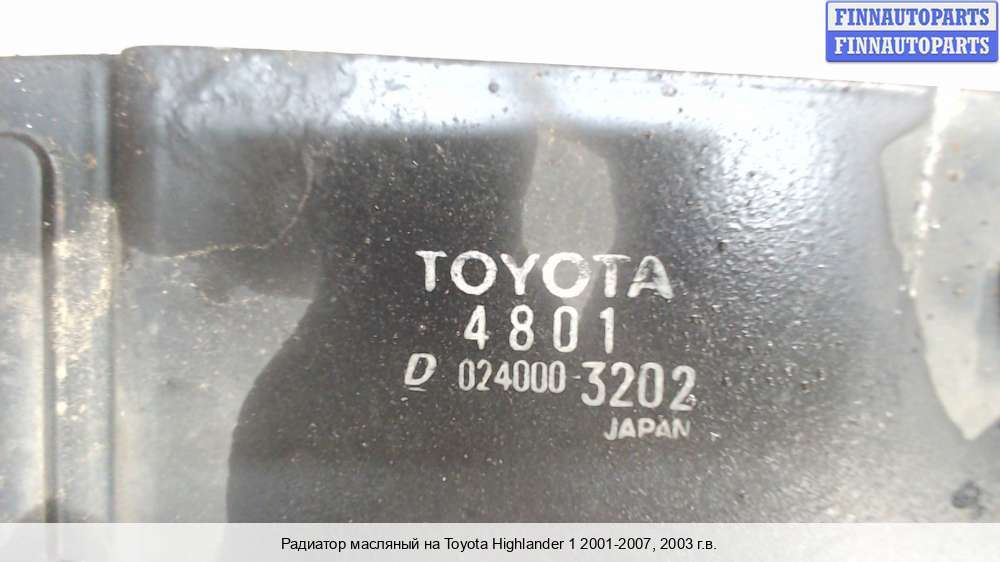 FINNAUTOPARTS
FINNAUTOPARTS
TOYOTA
4801
D 024000-3202
JAPAN
Радиатор масляный на Toyota Highlander 1 2001-2007, 2003 г.в.